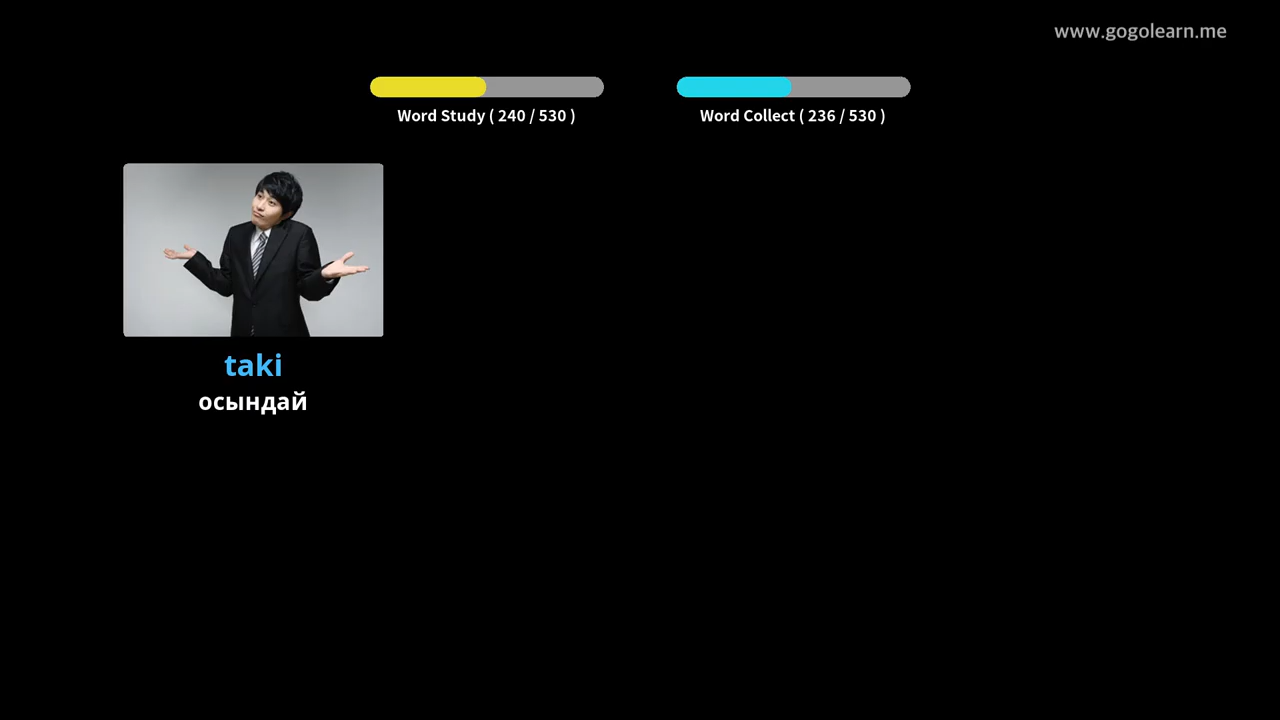 www.gogolearn.me
Word Study ( 240 / 530 )
Word Collect ( 236 / 530 )
taki
осындай